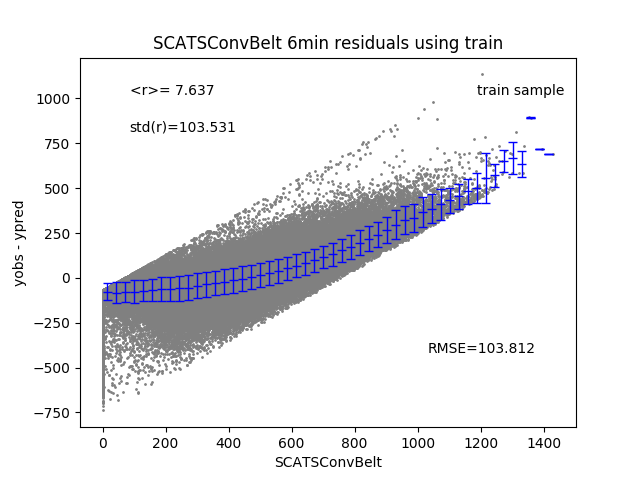 SCATSConvBelt 6min residuals using train
<r>= 7.637
train sample
std(r)=103.531
RMSE=103.812
yobs - ypred
1000
750
500
250
0
−250
−500
−750
0 200 400 600 800 1000 1200 1400
SCATSConvBelt